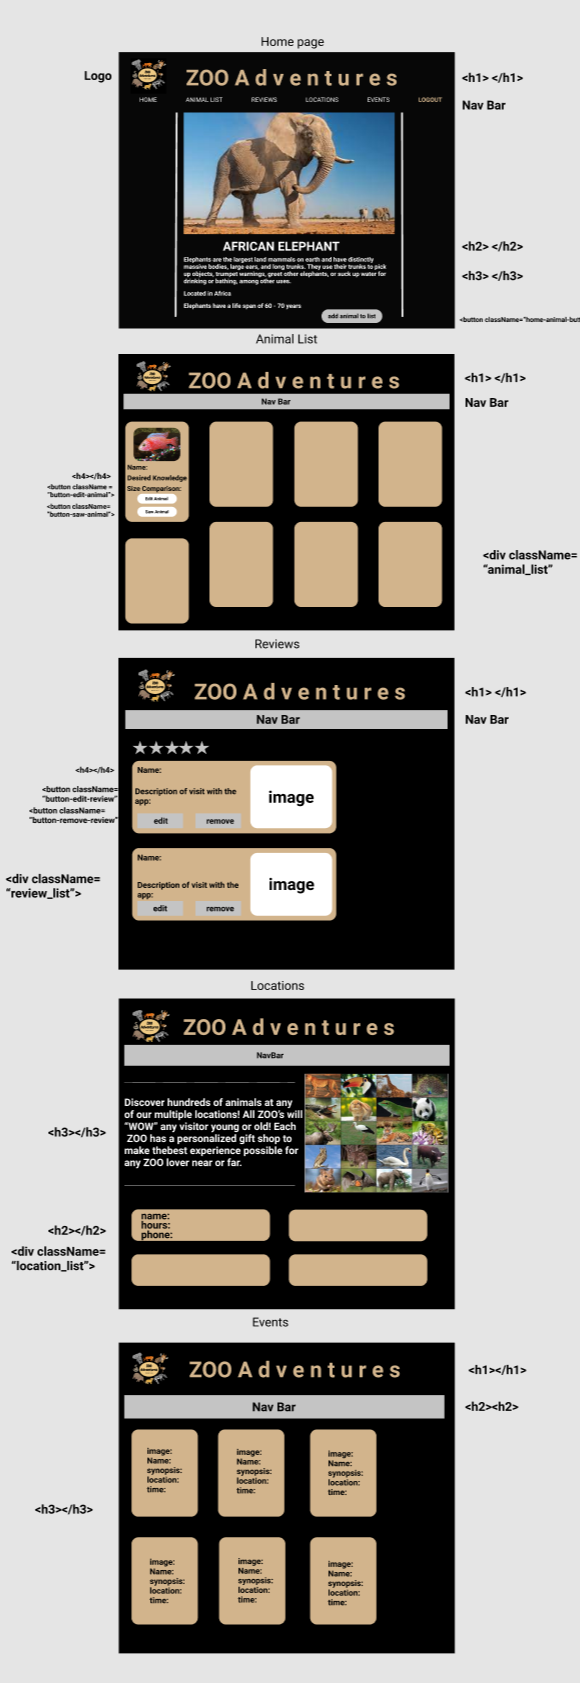 Home page
Logo
ZOO Adventures
<h1> </h1>
HOME ANIMAL LIST REVIEWS LOCATIONS EVENTS LOGOUT
Nav Bar
AFRICAN ELEPHANT
<h2> </h2>
Elephants are the largest land mammals on earth and have distinctly
massive bodies, large ears, and long trunks. They use their trunks to pick
up objects, trumpet warnings, greet other elephants, or suck up water for
drinking or bathing, among other uses.
<h3> </h3>
Located in Africa
Elephants have a life span of 60 - 70 years
add animal to list
<button className="home-animal-but
Animal List
ZOO Adventures
<h1> </h1>
Nav Bar
Nav Bar
Name:
Desired Knowledge
Size Comparison:
Edit Animal
Saw Animal
<h4></h4>
<button className =
"button-edit-animal">
<button className=
"button-saw-animal">
<div className=
"animal_list"
Reviews
ZOO Adventures
<h1> </h1>
Nav Bar
Nav Bar
<h4></h4>
Name:
Description of visit with the
app:
edit remove
image
<button className=
"button-edit-review"
<button className=
"button-remove-review"
Name:
Description of visit with the
app:
edit remove
image
<div className=
"review_list">
Locations
ZOO Adventures
NavBar
Discover hundreds of animals at any
of our multiple locations! All ZOO's will
"WOW" any visitor young or old! Each
ZOO has a personalized gift shop to
make thebest experience possible for
any ZOO lover near or far.
<h3></h3>
name:
hours:
phone:
<h2></h2>
<div className=
"location_list">
Events
ZOO Adventures
<h1></h1>
Nav Bar
<h2><h2>
image:
Name:
synopsis:
location:
time:
image:
Name:
synopsis:
location:
time:
image:
Name:
synopsis:
location:
time:
<h3></h3>
image:
Name:
synopsis:
location:
time:
image:
Name:
synopsis:
location:
time:
image:
Name:
synopsis:
location:
time: